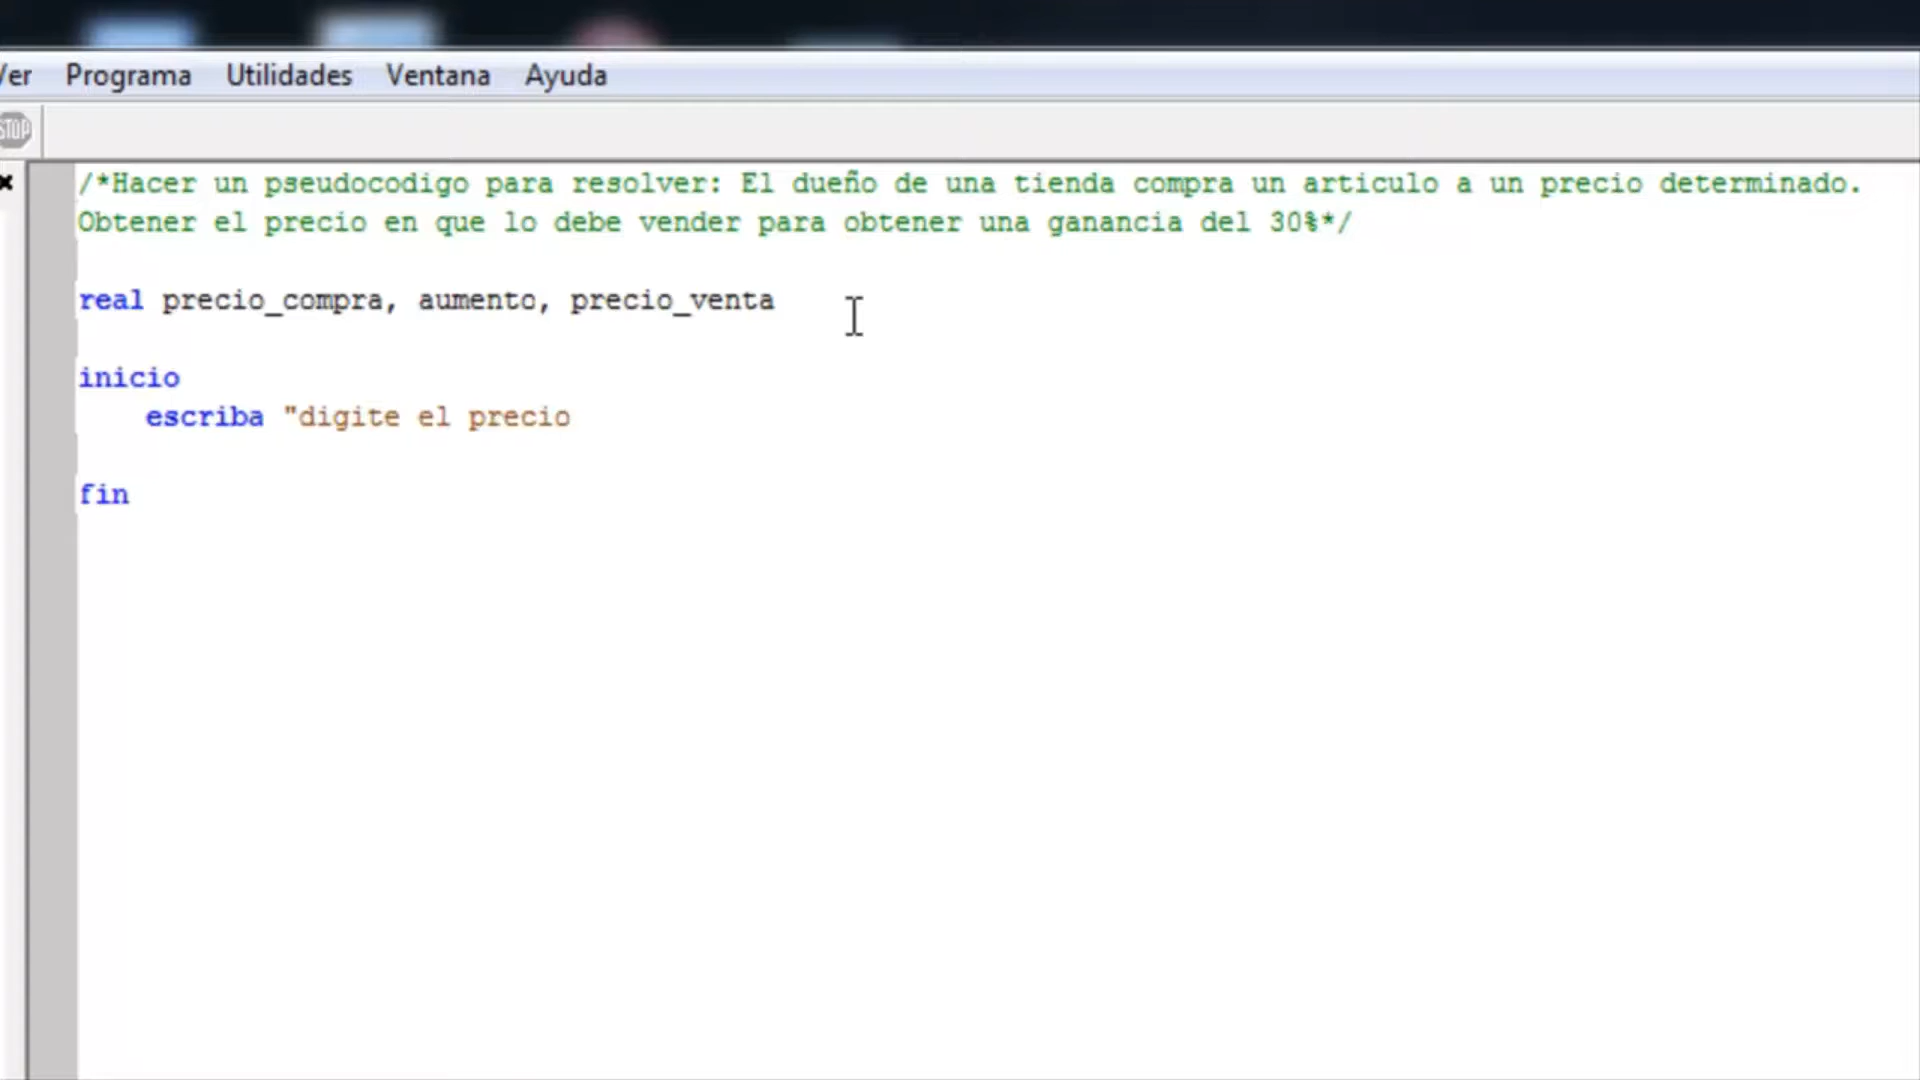 Ver Programa Utilidades Ventana Ayuda
STOP
/*Hacer un pseudocodigo para resolver: El dueño de una tienda compra un articulo a un precio determinado.
Obtener el precio en que lo debe vender para obtener una ganancia del 30%*/
real precio_compra, aumento, precio_venta
inicio
escriba "digite el precio
fin